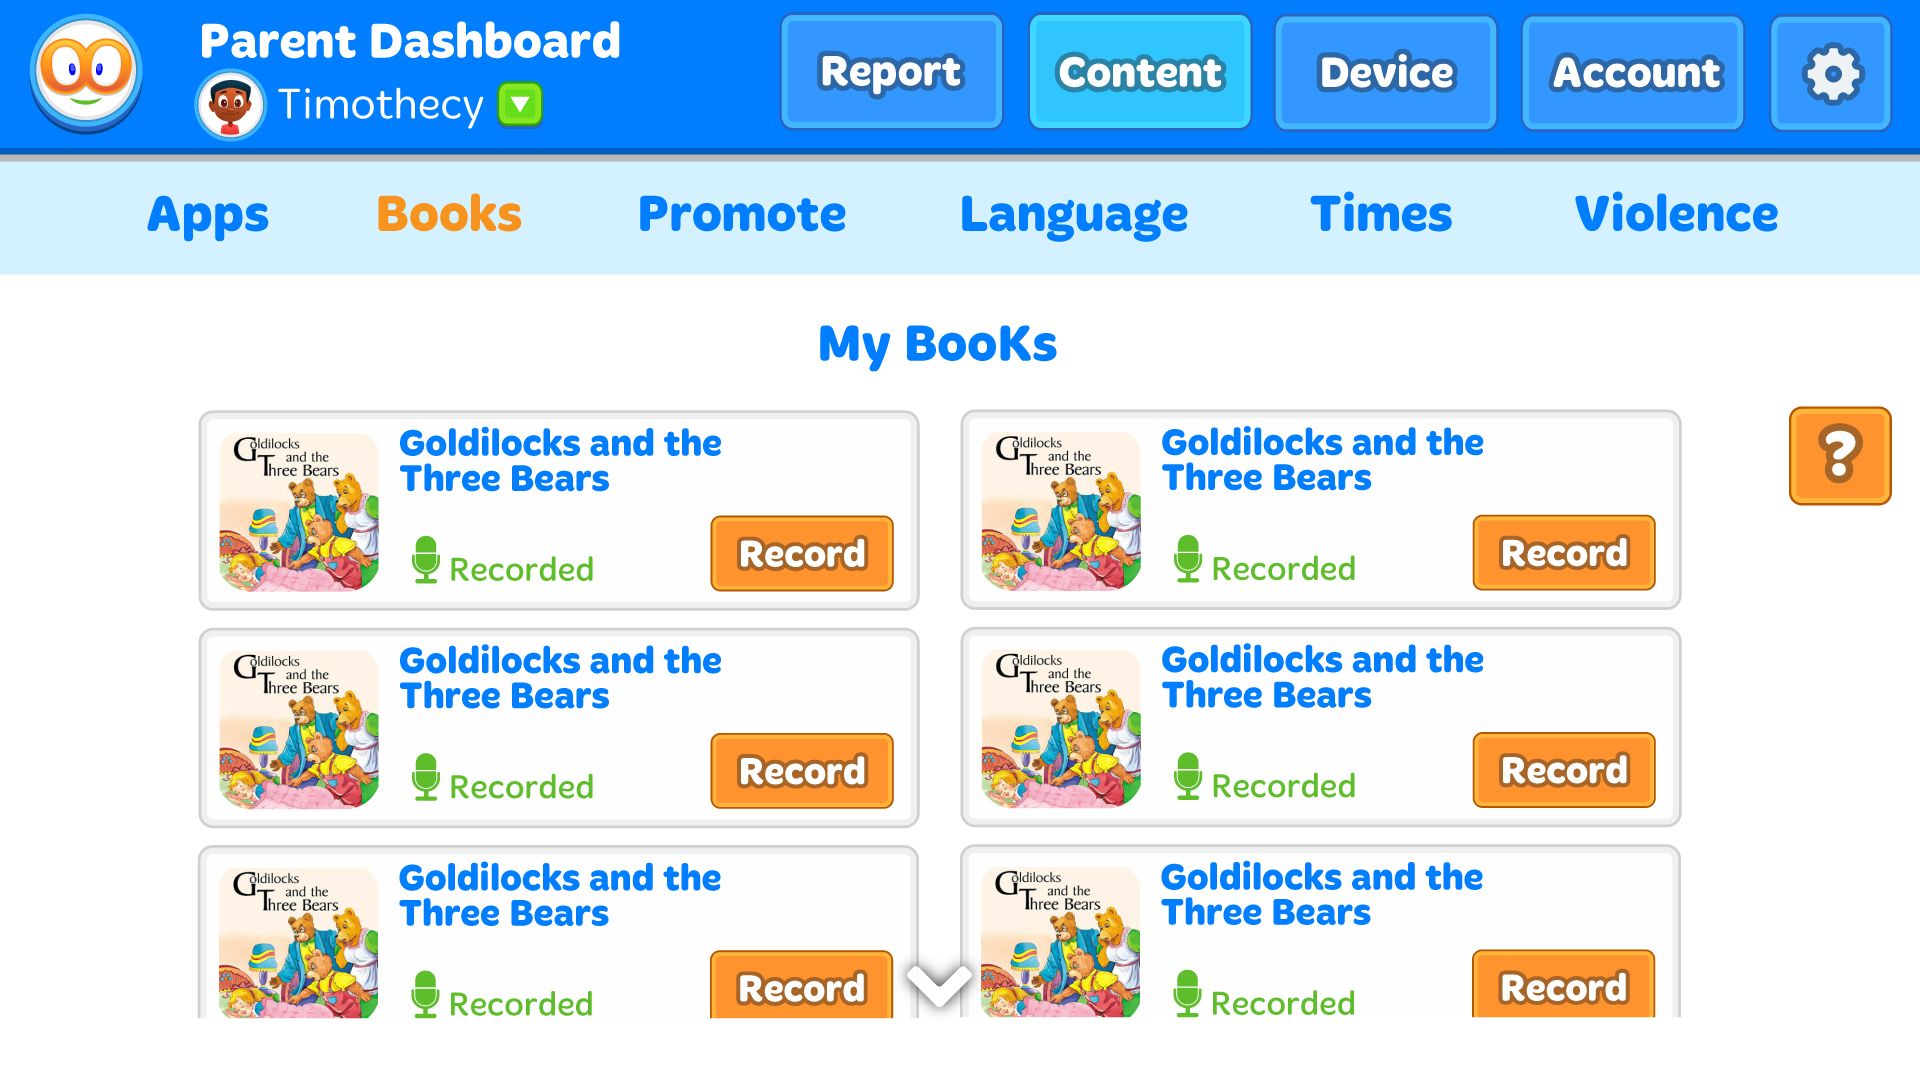 Parent Dashboard
Timothecy
Report
Content
Device
Account
Apps
Books
Promote
Language
Times
Violence
My BooKs
?
Goldilocks
and the
Three Bears
Goldilocks and the
Three Bears
Recorded
Record
Goldilocks
and the
Three Bears
Goldilocks and the
Three Bears
Recorded
Record
Goldilocks
and the
Three Bears
Goldilocks and the
Three Bears
Recorded
Record
Goldilocks
and the
Three Bears
Goldilocks and the
Three Bears
Recorded
Record
Goldilocks
and the
Three Bears
Goldilocks and the
Three Bears
Recorded
Record
Goldilocks
and the
Three Bears
Goldilocks and the
Three Bears
Recorded
Record